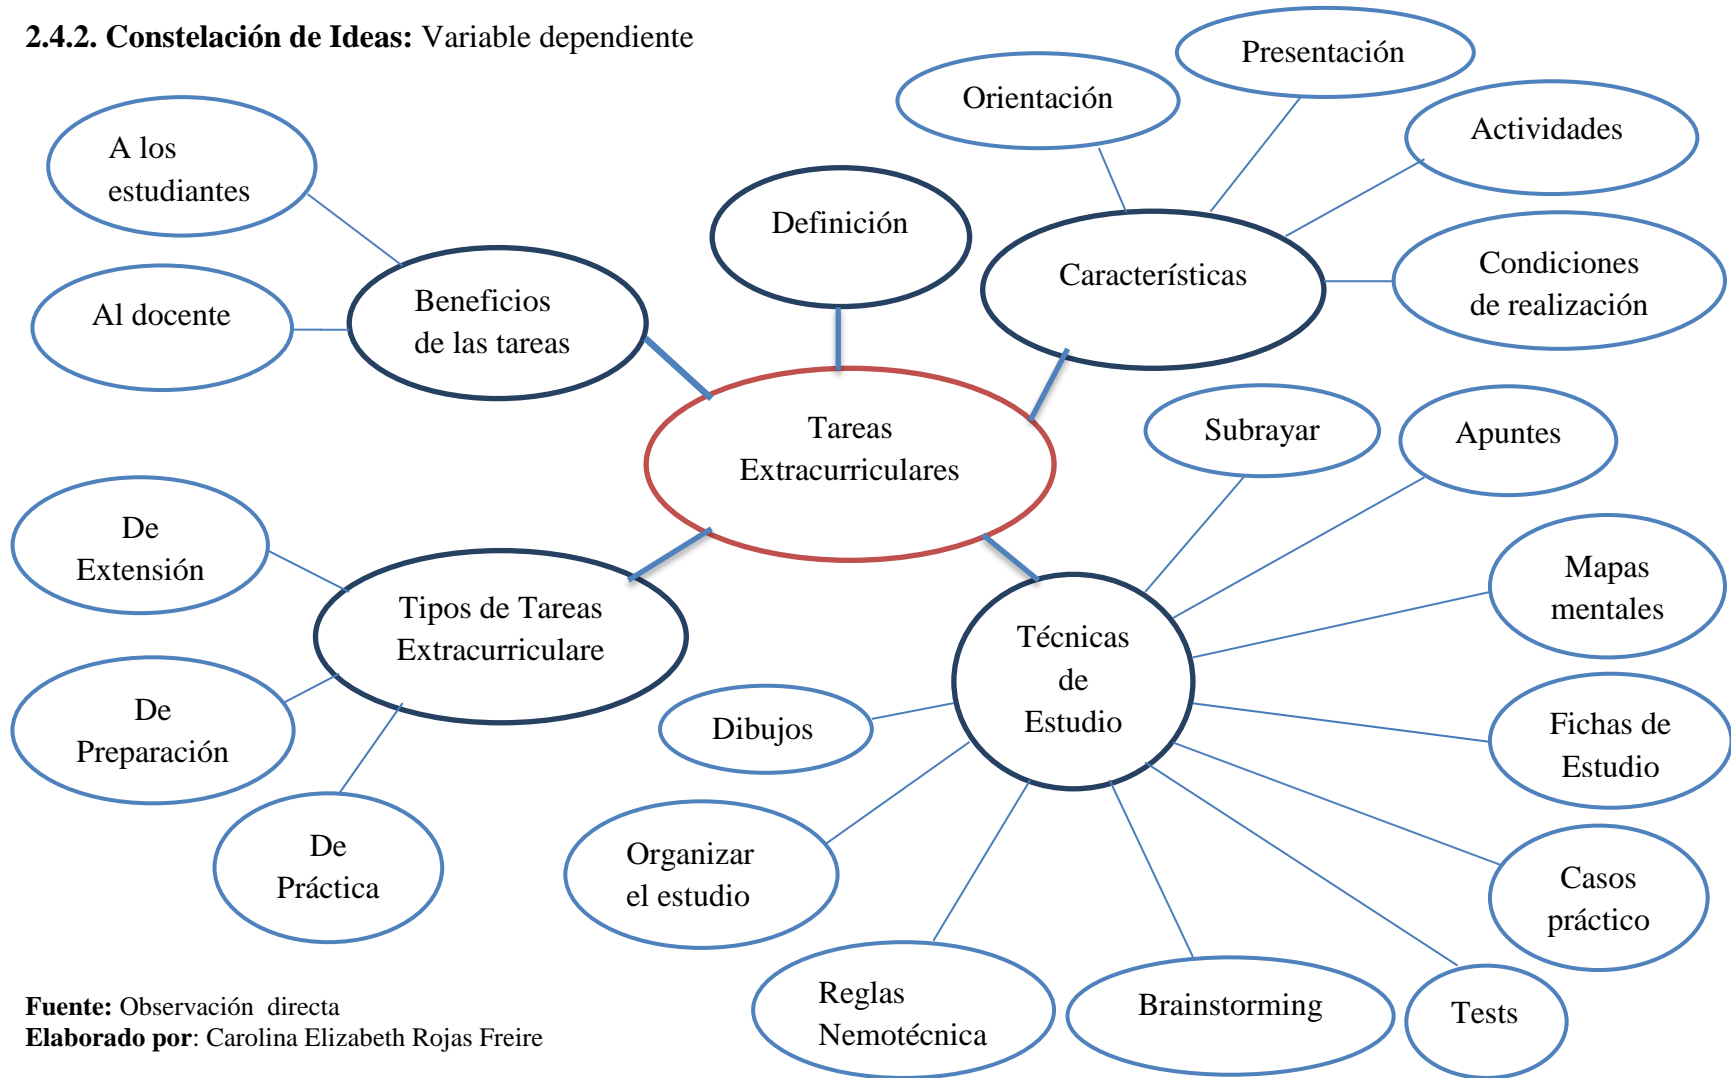 2.4.2. Constelación de Ideas: Variable dependiente
Presentación
Orientación
Actividades
A los
estudiantes
Definición
Características
Condiciones
de realización
Beneficios
de las tareas
Al docente
Tareas
Extracurriculares
Subrayar
Apuntes
De
Extensión
Tipos de Tareas
Extracurriculare
Técnicas
de
Estudio
Mapas
mentales
De
Preparación
Dibujos
Fichas de
Estudio
De
Práctica
Organizar
el estudio
Casos
práctico
Reglas
Nemotécnica
Brainstorming
Tests
Fuente: Observación  directa
Elaborado por: Carolina Elizabeth Rojas Freire